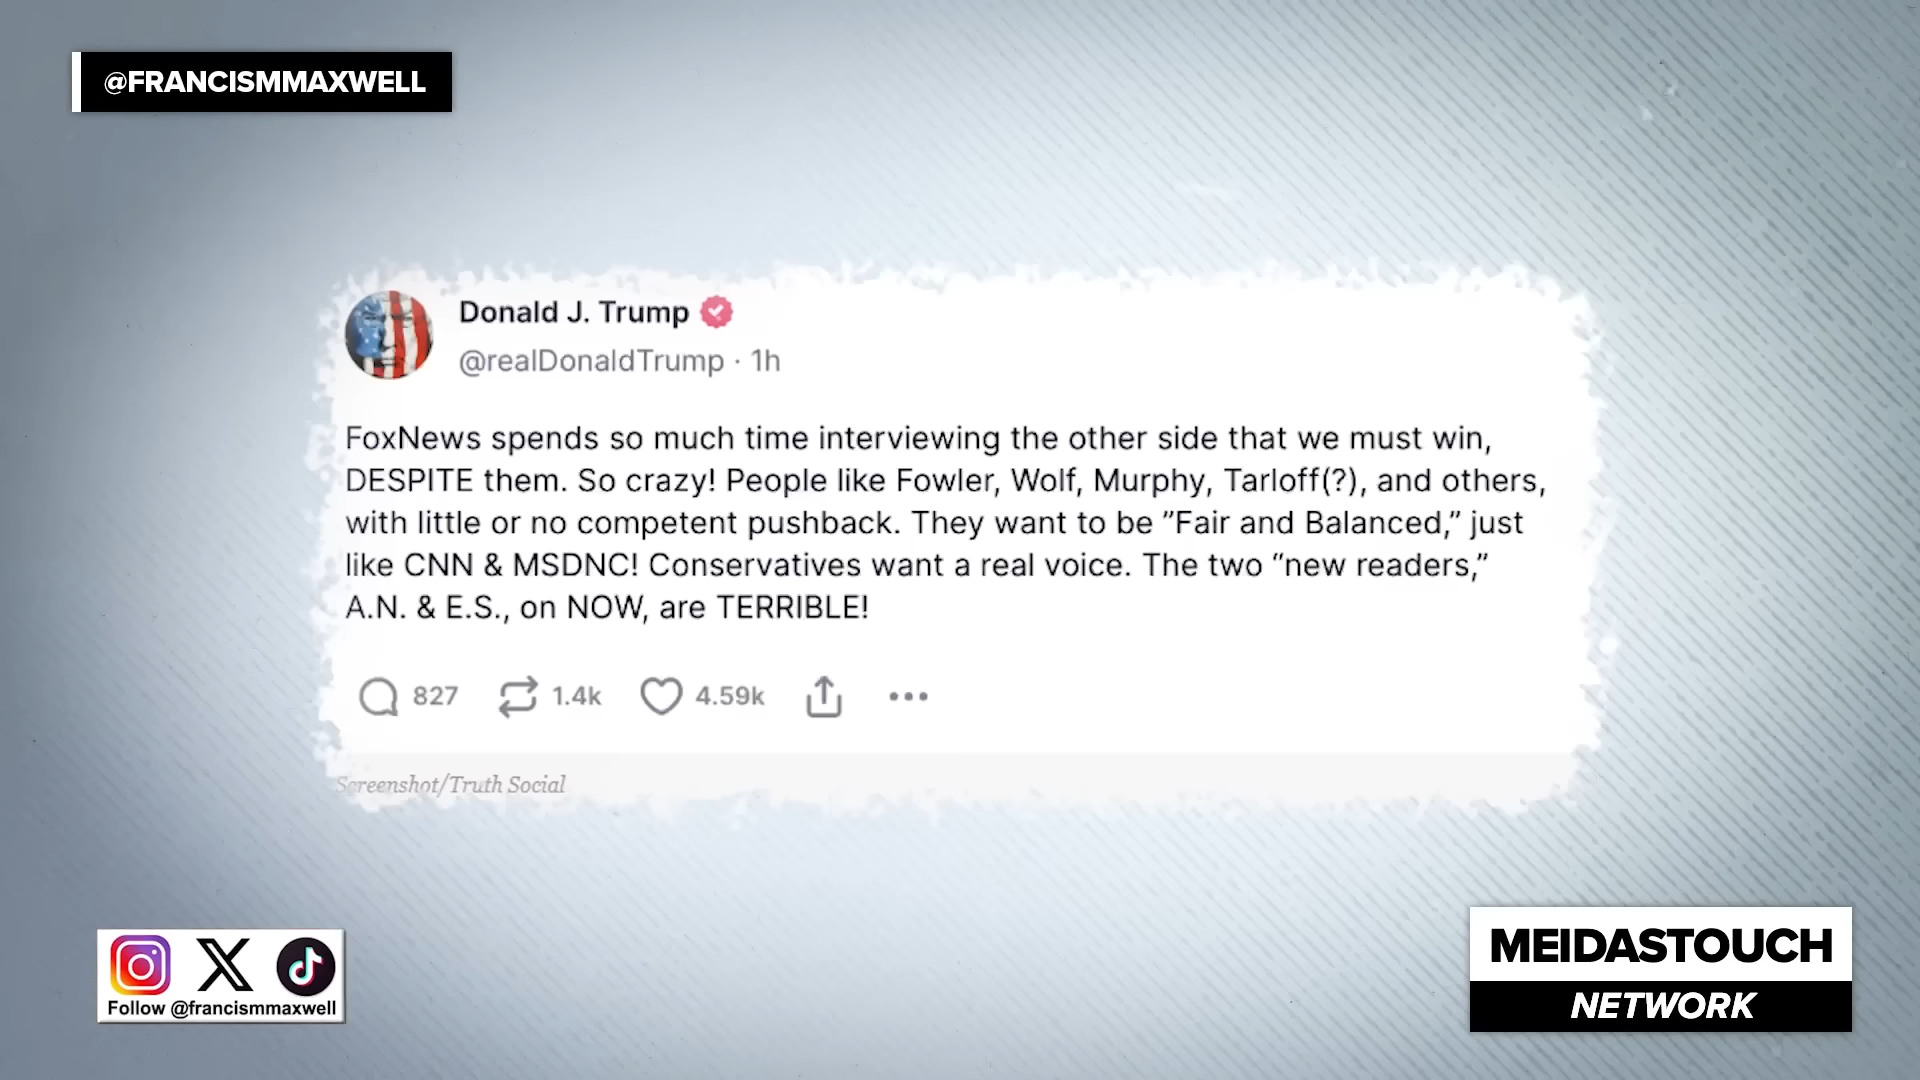 @FRANCISMMAXWELL
Donald J. Trump
@realDonaldTrump · 1h
FoxNews spends so much time interviewing the other side that we must win,
DESPITE them. So crazy! People like Fowler, Wolf, Murphy, Tarloff(?), and others,
with little or no competent pushback. They want to be ”Fair and Balanced,” just
like CNN & MSDNC! Conservatives want a real voice. The two “new readers,”
A.N. & E.S., on NOW, are TERRIBLE!
827 1.4k 4.59k
Screenshot/Truth Social
Follow @francismmaxwell
MEIDASTOUCH
NETWORK